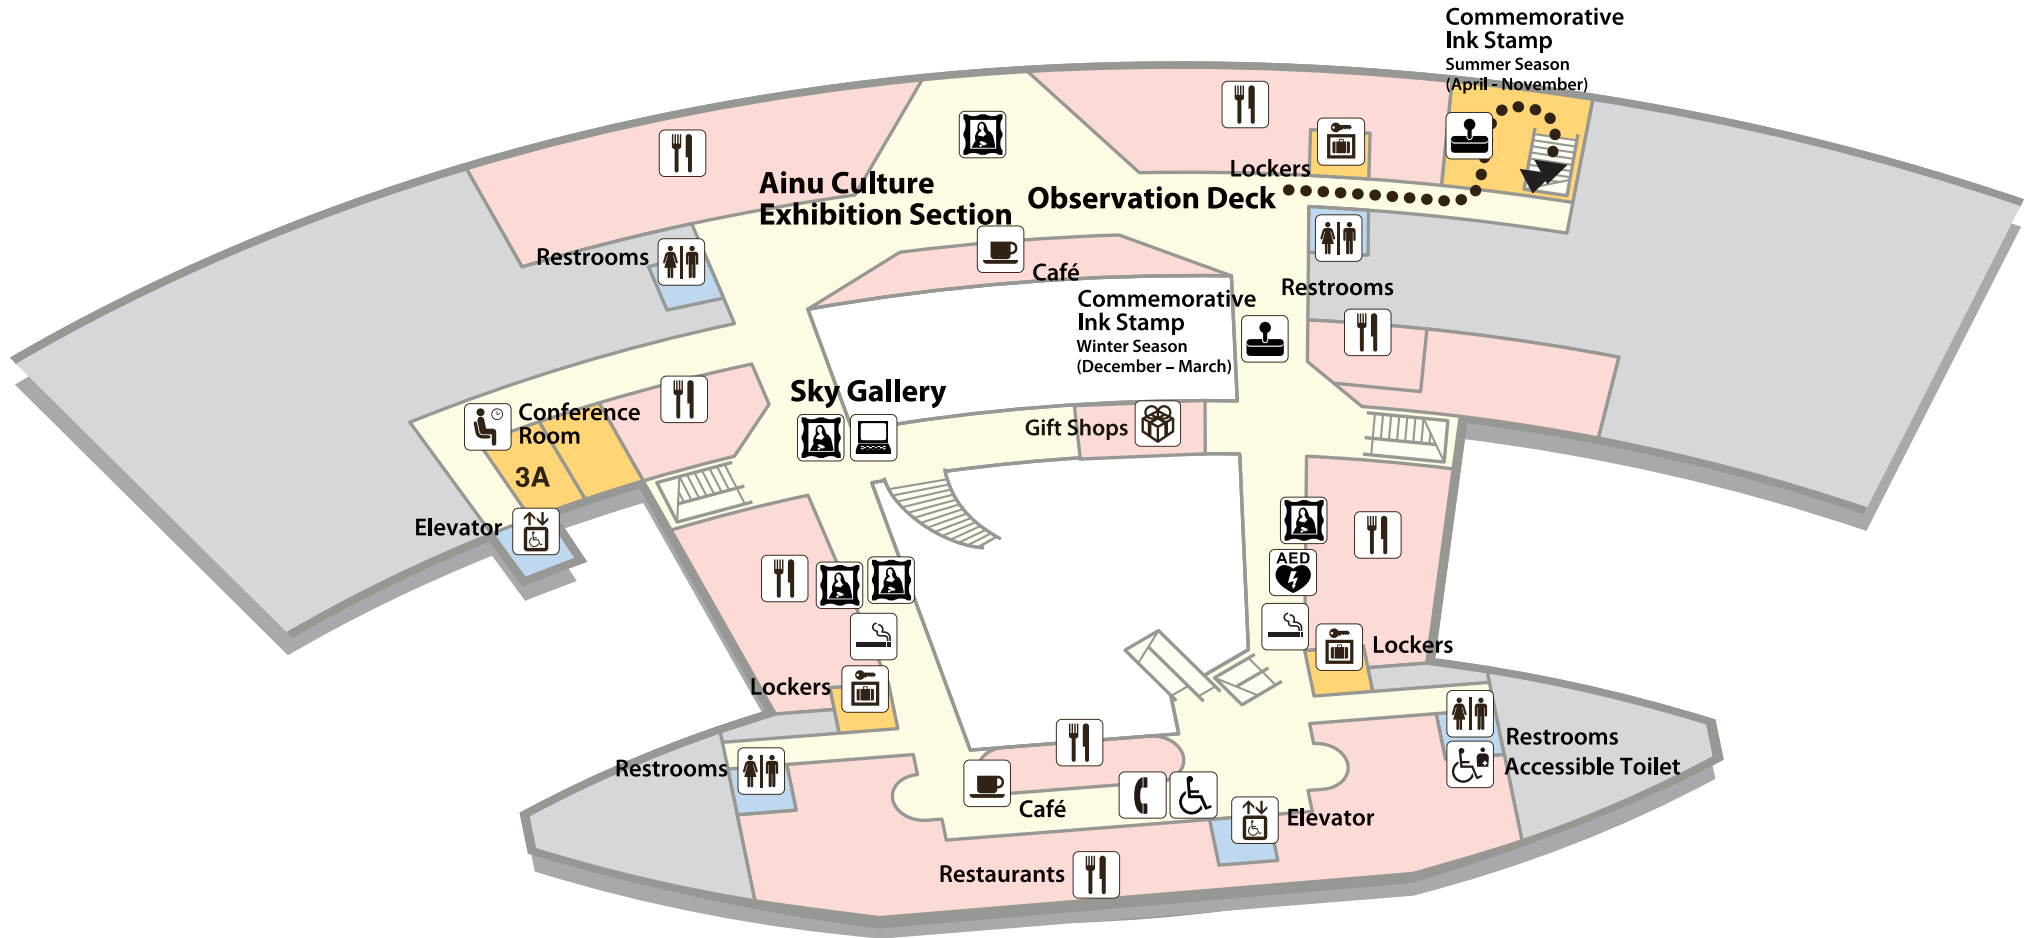 Commemorative
Ink Stamp
Summer Season
(April - November)
Lockers
Ainu Culture
Exhibition Section
Observation Deck
Restrooms
Café
Restrooms
Commemorative
Ink Stamp
Winter Season
(December – March)
Sky Gallery
Conference
Room
3A
Gift Shops
Elevator
AED
Lockers
Lockers
Restrooms
Accessible Toilet
Restrooms
Café
Elevator
Restaurants